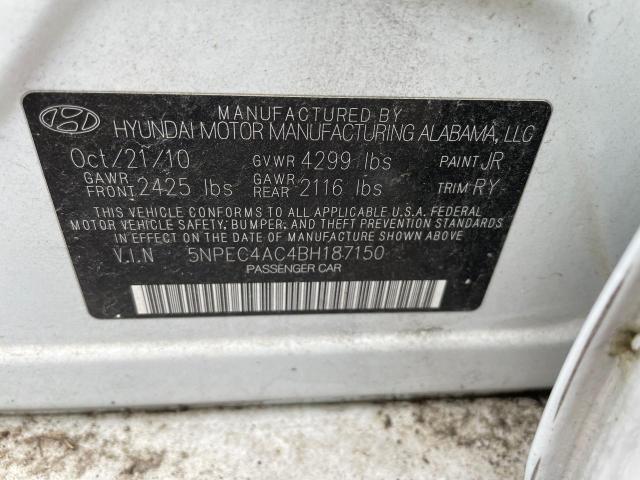 MANUFACTURED BY
HYUNDAI MOTOR MANUFACTURING ALABAMA, LLC
Oct/21/10 GVWR 4299 lbs PAINT JR
GAWR FRONT 2425 lbs GAWR REAR 2116 lbs TRIM RY
THIS VEHICLE CONFORMS TO ALL APPLICABLE U.S.A. FEDERAL
MOTOR VEHICLE SAFETY, BUMPER, AND THEFT PREVENTION STANDARDS
IN EFFECT ON THE DATE OF MANUFACTURE SHOWN ABOVE
V.I.N 5NPEC4AC4BH187150
PASSENGER CAR